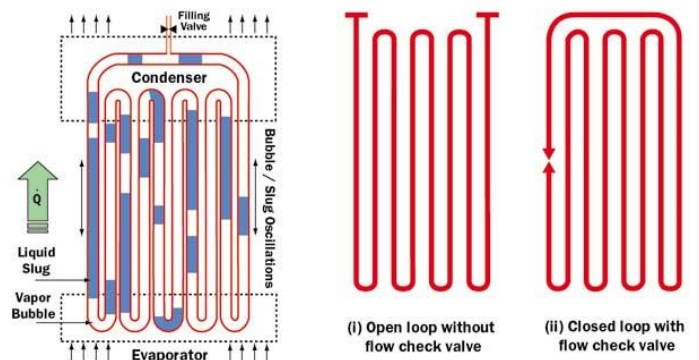 Filling
Valve
Condenser
Bubble / Slug Oscillations
Q̇
Liquid
Slug
Vapor
Bubble
Evaporator
(i) Open loop without
flow check valve
(ii) Closed loop with
flow check valve